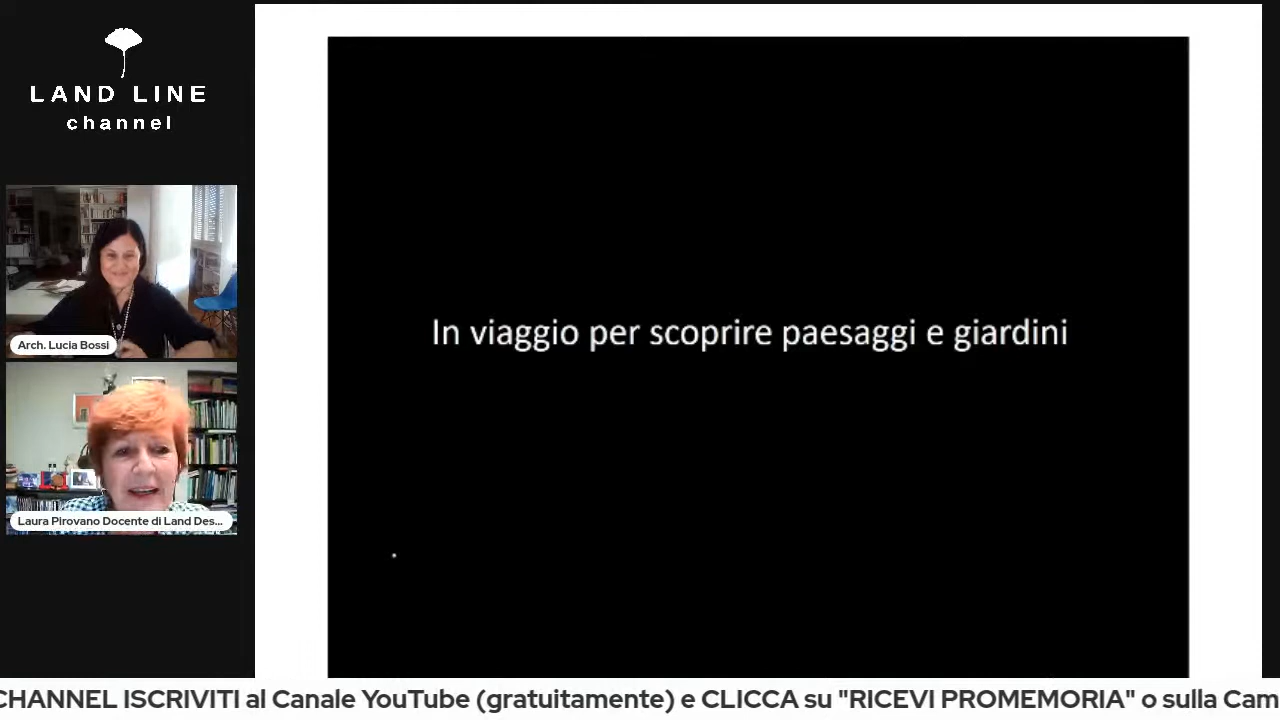 LAND LINE
channel
Arch. Lucia Bossi
Laura Pirovano Docente di Land Des...
In viaggio per scoprire paesaggi e giardini
CHANNEL ISCRIVITI al Canale YouTube (gratuitamente) e CLICCA su "RICEVI PROMEMORIA" o sulla Cam